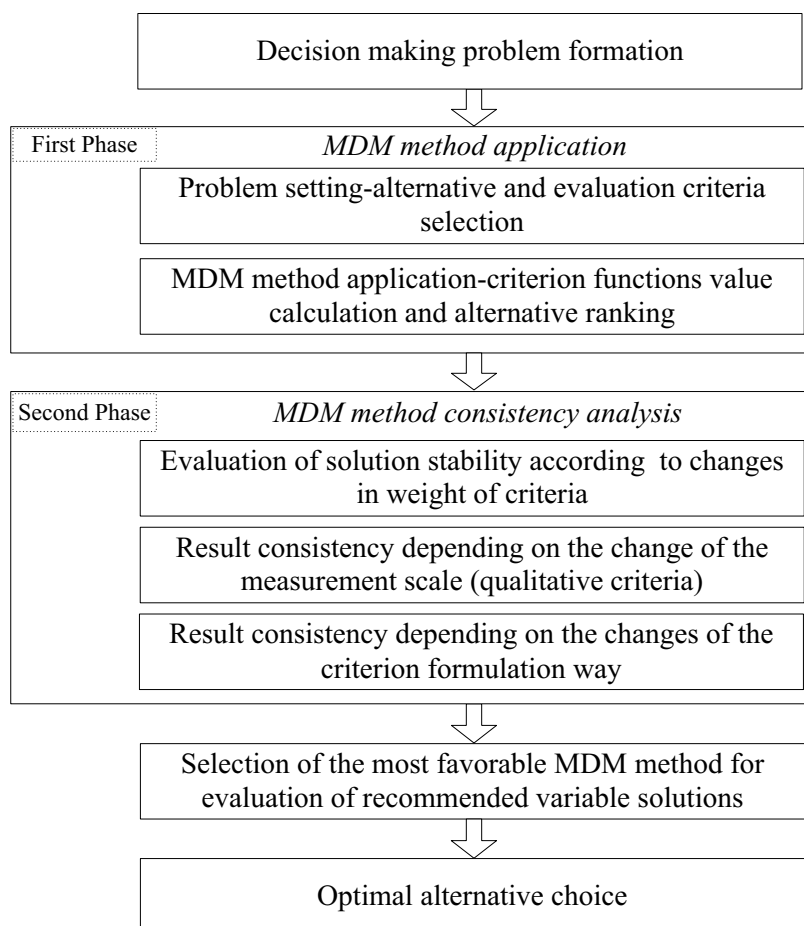 Decision making problem formation
First Phase
MDM method application
Problem setting-alternative and evaluation criteria
selection
MDM method application-criterion functions value
calculation and alternative ranking
Second Phase
MDM method consistency analysis
Evaluation of solution stability according to changes
in weight of criteria
Result consistency depending on the change of the
measurement scale (qualitative criteria)
Result consistency depending on the changes of the
criterion formulation way
Selection of the most favorable MDM method for
evaluation of recommended variable solutions
Optimal alternative choice